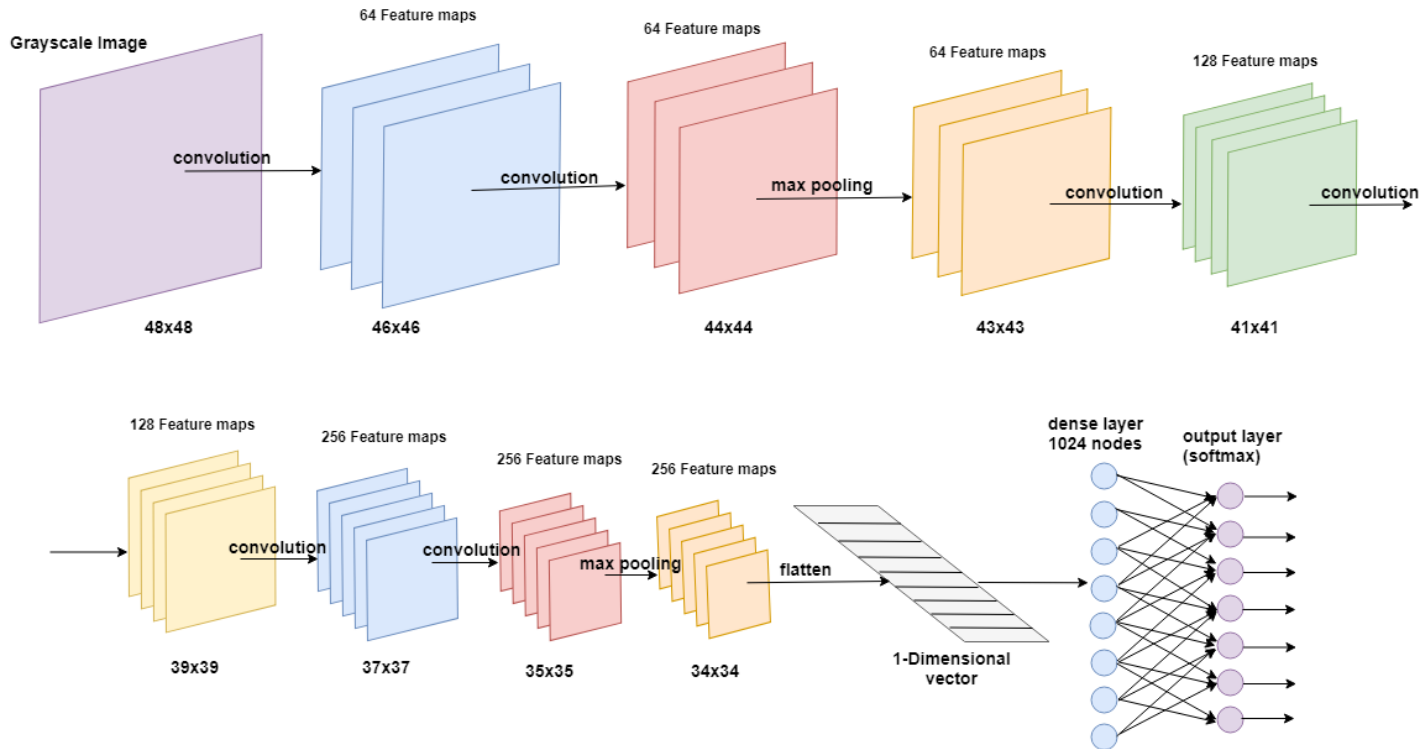 64 Feature maps
Grayscale Image
64 Feature maps
64 Feature maps
128 Feature maps
convolution
convolution
max pooling
convolution
convolution
48x48
46x46
44x44
43x43
41x41
128 Feature maps
256 Feature maps
256 Feature maps
256 Feature maps
dense layer
1024 nodes
output layer
(softmax)
convolution
convolution
max pooling
flatten
39x39
37x37
35x35
34x34
1-Dimensional
vector